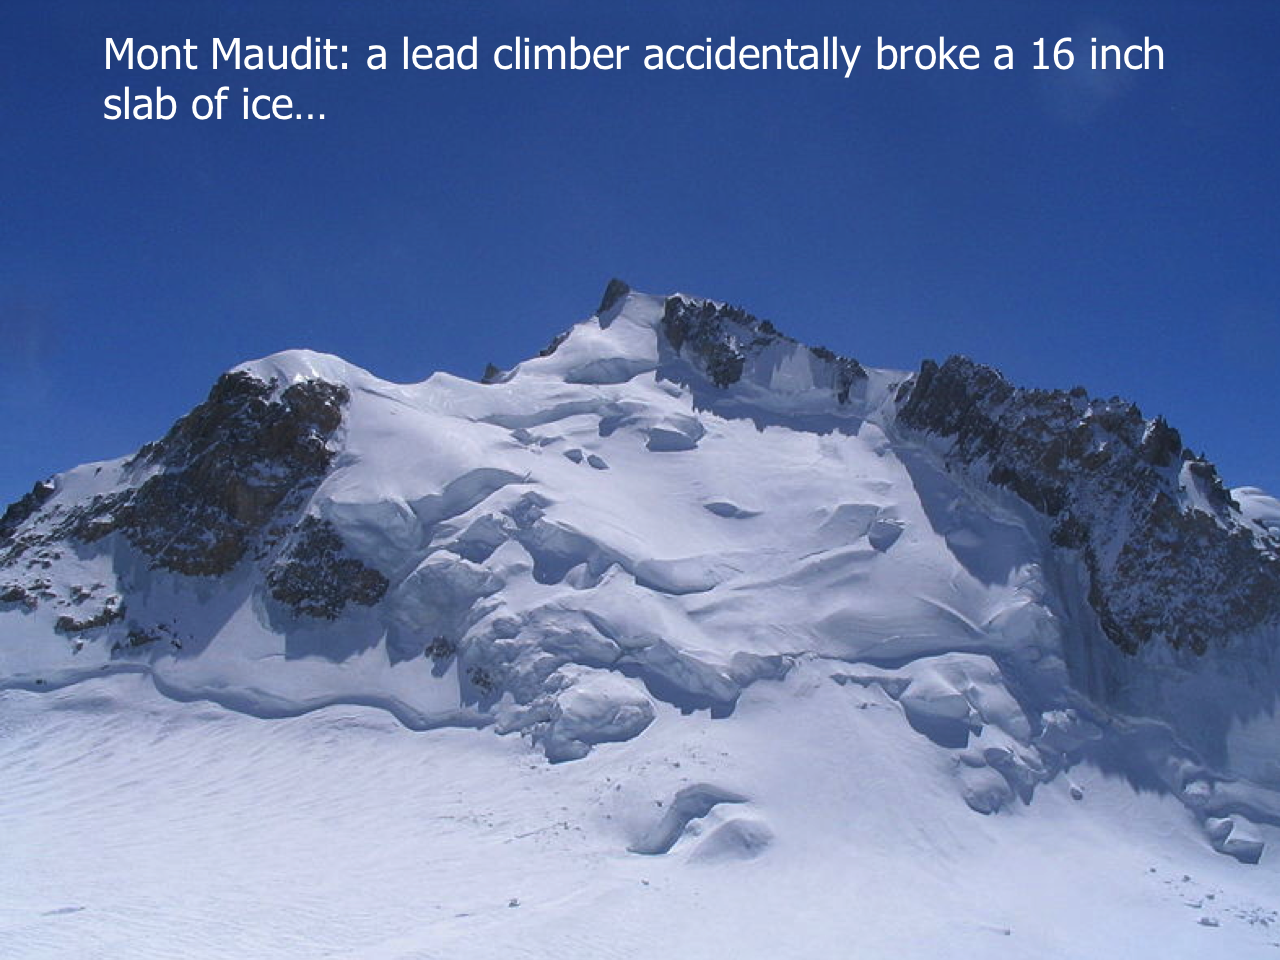 Mont Maudit: a lead climber accidentally broke a 16 inch
slab of ice…